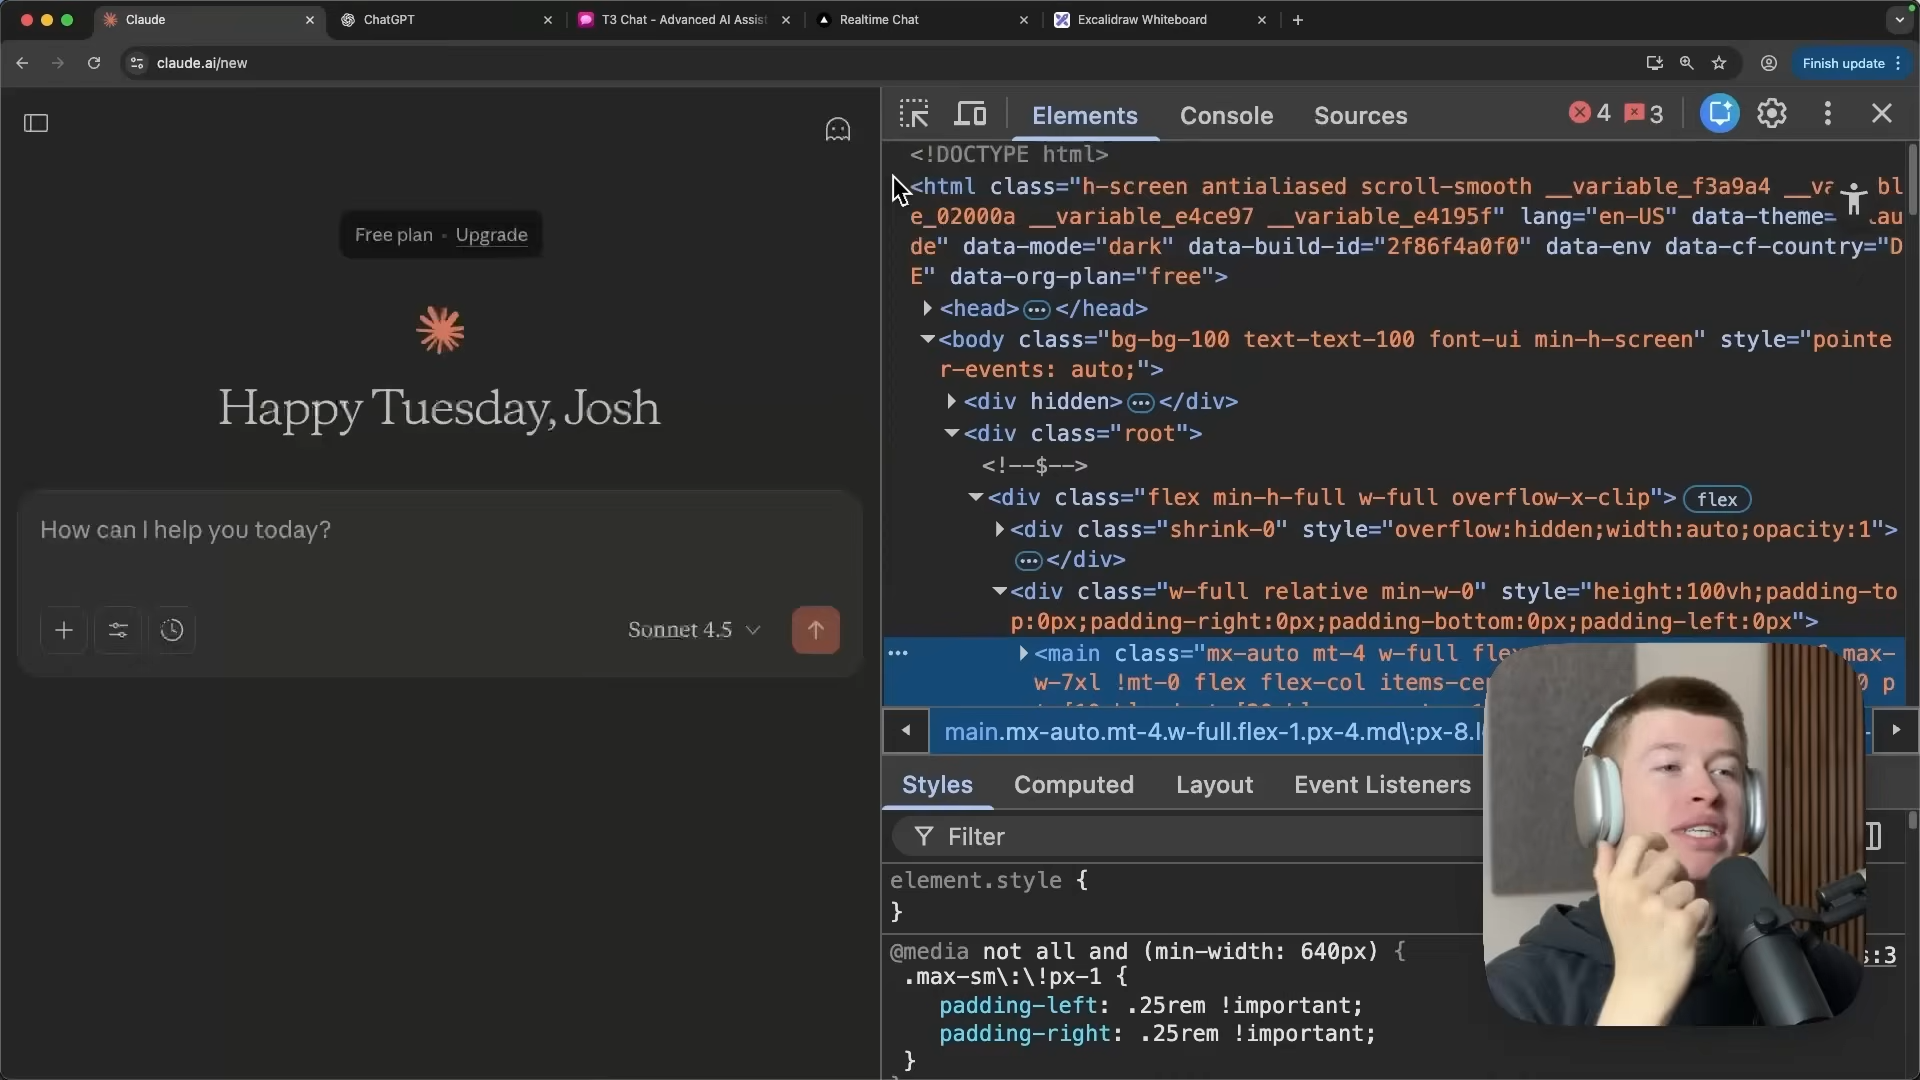 Claude
ChatGPT
T3 Chat - Advanced AI Assist
Realtime Chat
Excalidraw Whiteboard
claude.ai/new
Finish update
Free plan · Upgrade
Happy Tuesday, Josh
How can I help you today?
Sonnet 4.5
Elements Console Sources 4 3
<!DOCTYPE html>
<html class="h-screen antialiased scroll-smooth __variable_f3a9a4 __va bl
e_02000a __variable_e4ce97 __variable_e4195f" lang="en-US" data-theme= au
de" data-mode="dark" data-build-id="2f86f4a0f0" data-env data-cf-country="D
E" data-org-plan="free">
<head>…</head>
<body class="bg-bg-100 text-text-100 font-ui min-h-screen" style="pointe
r-events: auto;">
<div hidden>…</div>
<div class="root">
<!--$-->
<div class="flex min-h-full w-full overflow-x-clip"> flex
<div class="shrink-0" style="overflow:hidden;width:auto;opacity:1">
…</div>
<div class="w-full relative min-w-0" style="height:100vh;padding-to
p:0px;padding-right:0px;padding-bottom:0px;padding-left:0px">
<main class="mx-auto mt-4 w-full flex max-
w-7xl !mt-0 flex flex-col items-cen 0 p
main.mx-auto.mt-4.w-full.flex-1.px-4.md\:px-8.l
Styles Computed Layout Event Listeners
Filter
element.style {
}
@media not all and (min-width: 640px) {
.max-sm\:\!px-1 { s:3
padding-left: .25rem !important;
padding-right: .25rem !important;
}